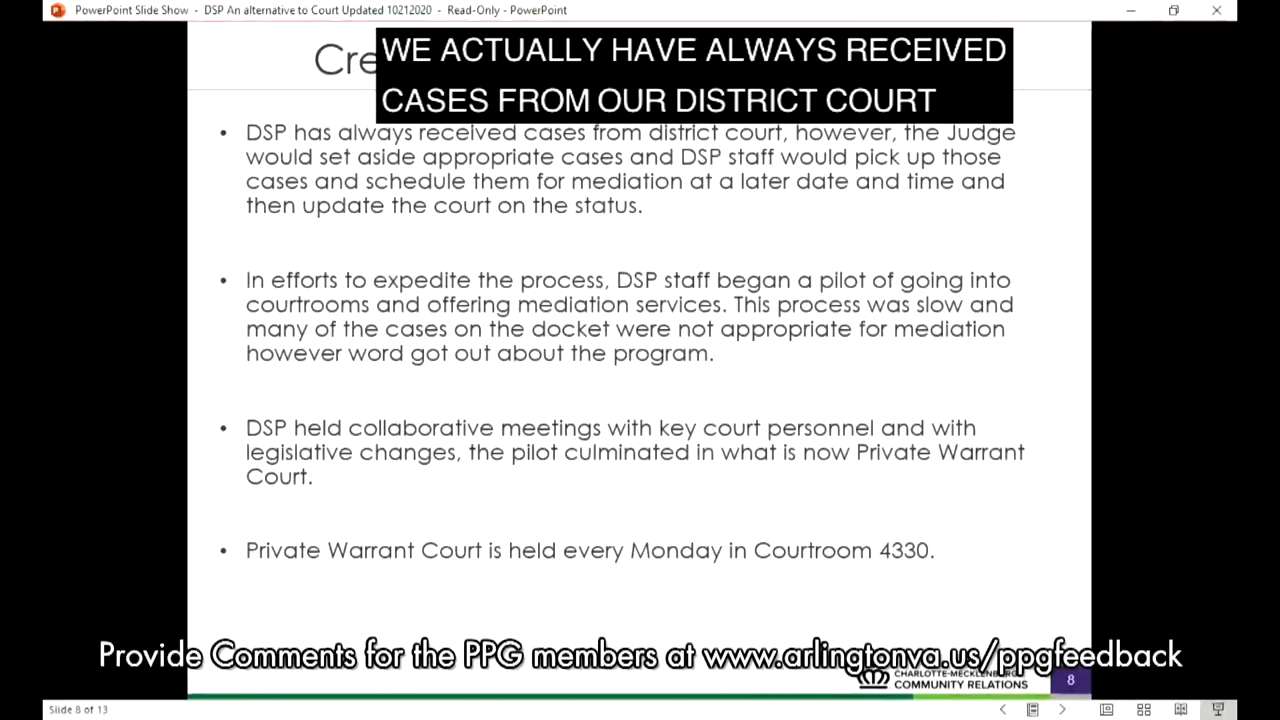 PowerPoint Slide Show - DSP An alternative to Court Updated 10212020 - Read-Only - PowerPoint
WE ACTUALLY HAVE ALWAYS RECEIVED
CASES FROM OUR DISTRICT COURT
• DSP has always received cases from district court, however, the Judge
would set aside appropriate cases and DSP staff would pick up those
cases and schedule them for mediation at a later date and time and
then update the court on the status.
• In efforts to expedite the process, DSP staff began a pilot of going into
courtrooms and offering mediation services. This process was slow and
many of the cases on the docket were not appropriate for mediation
however word got out about the program.
• DSP held collaborative meetings with key court personnel and with
legislative changes, the pilot culminated in what is now Private Warrant
Court.
• Private Warrant Court is held every Monday in Courtroom 4330.
Provide Comments for the PPG members at www.arlingtonva.us/ppgfeedback
CHARLOTTE-MECKLENBURG
COMMUNITY RELATIONS
8
Slide 8 of 13